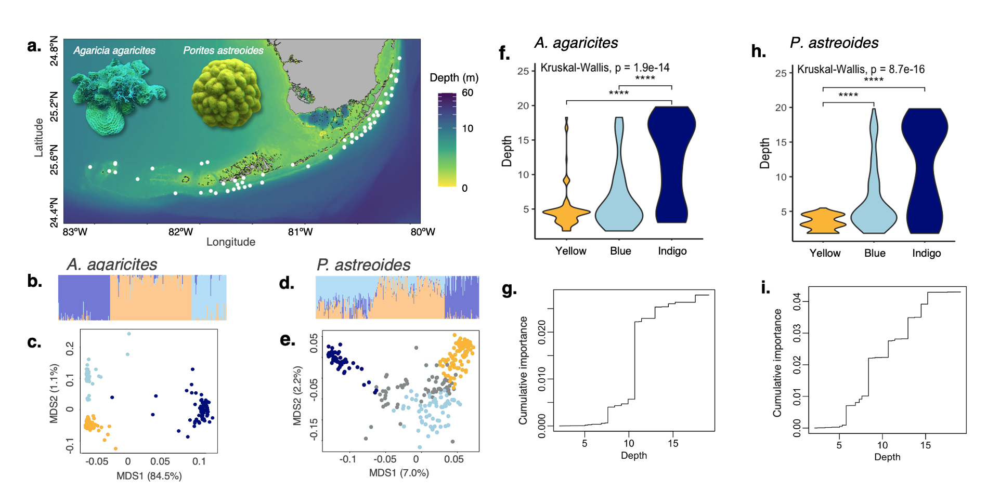 a.
Agaricia agaricites
Porites astreoides
24.8°N
25.2°N
25.6°N
24.4°N
Latitude
83°W
82°W
81°W
80°W
Longitude
Depth (m)
60
10
0
A. agaricites
b.
c.
0.2
0.1
0
-0.1
MDS2 (1.1%)
-0.05
0
0.05
0.1
MDS1 (84.5%)
P. astreoides
d.
e.
0.05
-0.05
-0.15
MDS2 (2.2%)
-0.1
-0.05
0
0.05
MDS1 (7.0%)
f.
A. agaricites
Kruskal-Wallis, p = 1.9e-14
****
****
25
20
15
10
5
Depth
Yellow
Blue
Indigo
g.
Cumulative importance
0.020
0.010
0.000
5
10
15
Depth
h.
P. astreoides
Kruskal-Wallis, p = 8.7e-16
****
****
25
20
15
10
5
Depth
Yellow
Blue
Indigo
i.
Cumulative importance
0.04
0.03
0.02
0.01
0.00
5
10
15
Depth